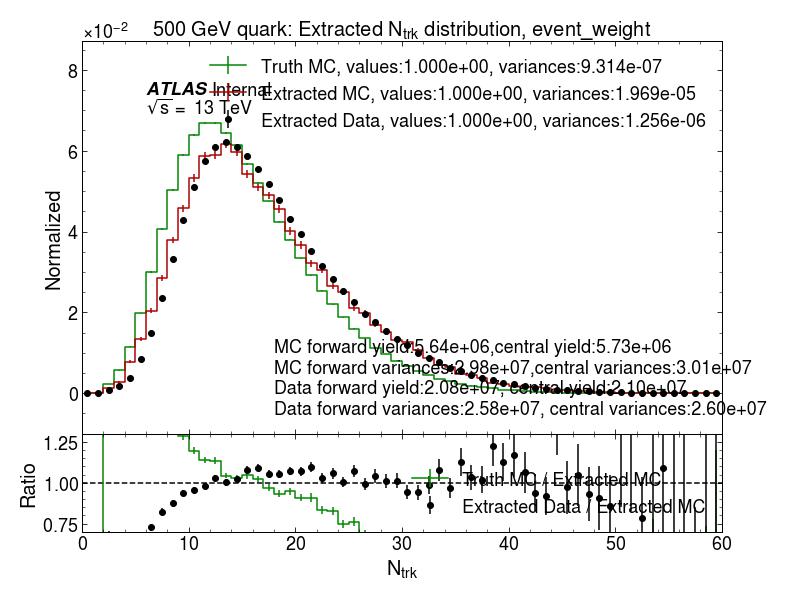 ×10⁻² 500 GeV quark: Extracted Ntrk distribution, event_weight
Truth MC, values:1.000e+00, variances:9.314e-07
ATLAS Internal
Extracted MC, values:1.000e+00, variances:1.969e-05
√s = 13 TeV
Extracted Data, values:1.000e+00, variances:1.256e-06
8
6
4
2
0
Normalized
MC forward yield:5.64e+06,central yield:5.73e+06
MC forward variances:2.98e+07,central variances:3.01e+07
Data forward yield:2.08e+07, central yield:2.10e+07
Data forward variances:2.58e+07, central variances:2.60e+07
1.25
1.00
0.75
Ratio
Truth MC / Extracted MC
Extracted Data / Extracted MC
0 10 20 30 40 50 60
Ntrk